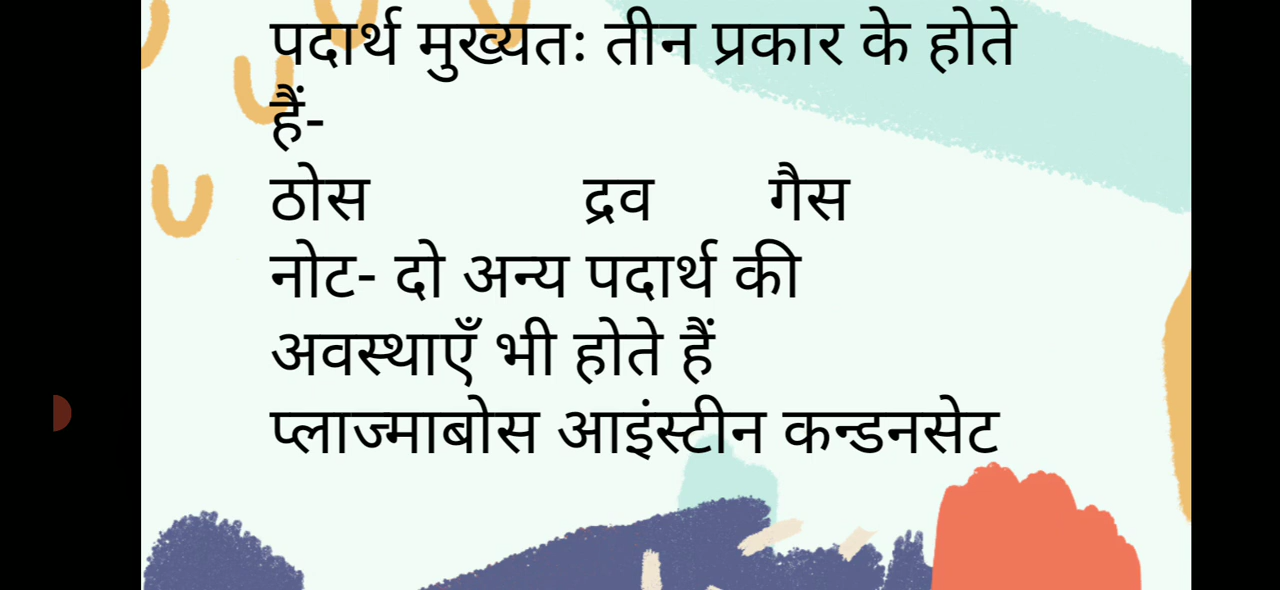 पदार्थ मुख्यतः तीन प्रकार के होते
हैं-
ठोस द्रव गैस
नोट- दो अन्य पदार्थ की
अवस्थाएँ भी होते हैं
प्लाज्माबोस आइंस्टीन कन्डनसेट